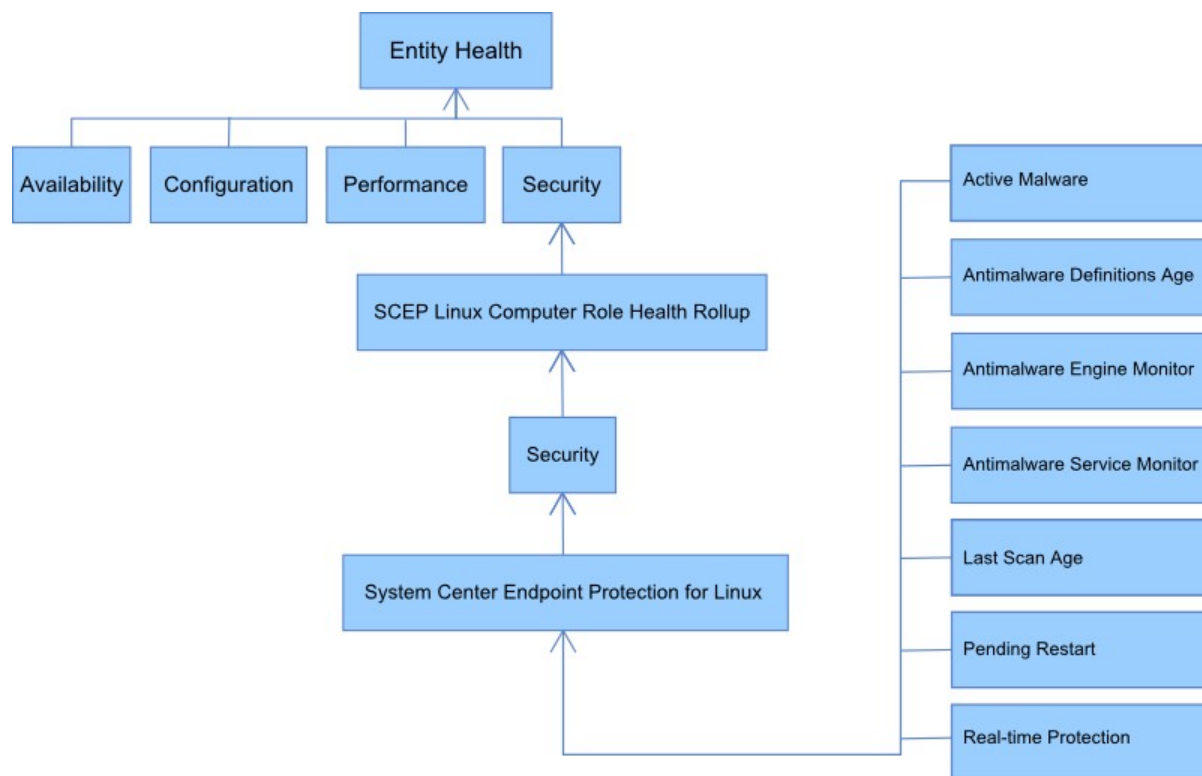 Entity Health
Availability
Configuration
Performance
Security
SCEP Linux Computer Role Health Rollup
Security
System Center Endpoint Protection for Linux
Active Malware
Antimalware Definitions Age
Antimalware Engine Monitor
Antimalware Service Monitor
Last Scan Age
Pending Restart
Real-time Protection